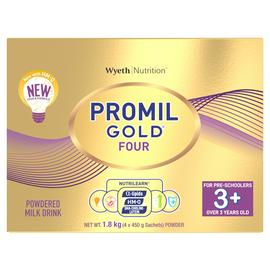 Wyeth | Nutrition
NEW
PROMIL
GOLD
FOUR
NUTRILEARN
HM-O
POWDERED
MILK DRINK
FOR PRE-SCHOOLERS
3+
OVER 3 YEARS OLD
NET WT. 1.8 kg (4 x 450 g Sachets) POWDER